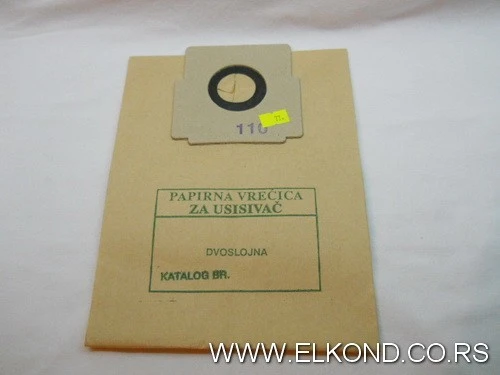 110
PAPIRNA VREĆICA
ZA USISIVAČ
DVOSLOJNA
KATALOG BR.
WWW.ELKOND.CO.RS